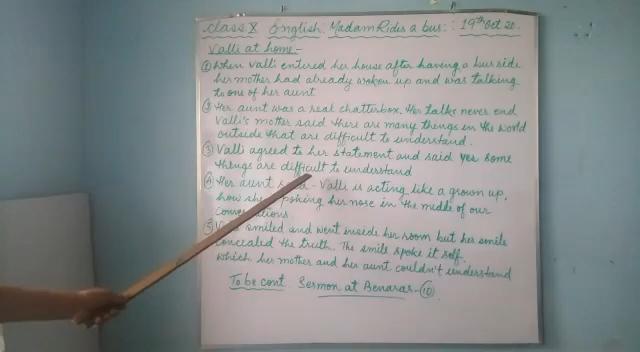 Class X English: Madam Rides a bus:: 19th Oct 20.
Valli at home:-
① When Valli entered her house after having a bus ride
her mother had already woken up and was talking
to one of her aunt
② Her aunt was a real chatterbox. Her talks never end
Valli's mother said there are many things in the world
outside that are difficult to understand.
③ Valli agreed to her statement and said yes some
things are difficult to understand
④ Her aunt - Valli is acting like a grown up,
how she poking her nose in the middle of our
⑤ smiled and went inside her room but her smile
concealed the truth. The smile spoke it self.
which her mother and her aunt couldn't understand
To be cont Sermon at Benaras-⑩